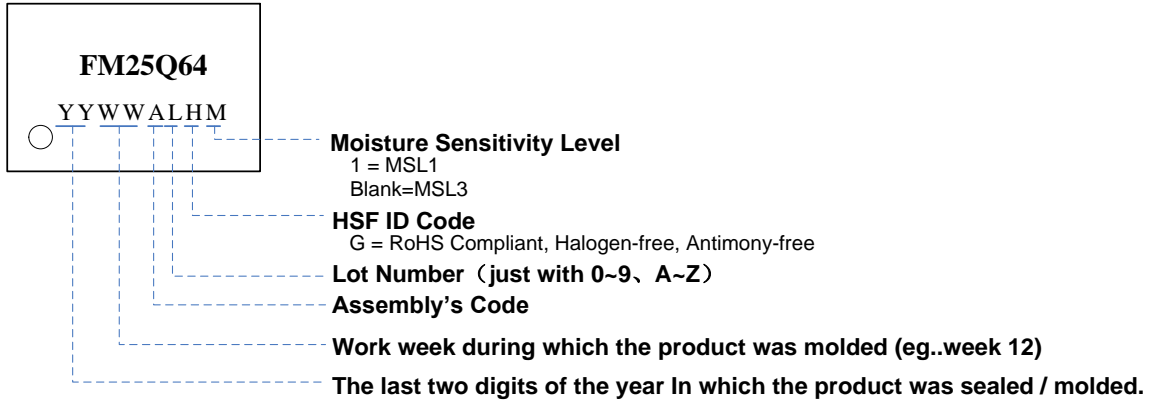 FM25Q64
YYWWALHM
Moisture Sensitivity Level
1 = MSL1
Blank=MSL3
HSF ID Code
G = RoHS Compliant, Halogen-free, Antimony-free
Lot Number（just with 0~9、A~Z）
Assembly’s Code
Work week during which the product was molded (eg..week 12)
The last two digits of the year In which the product was sealed / molded.